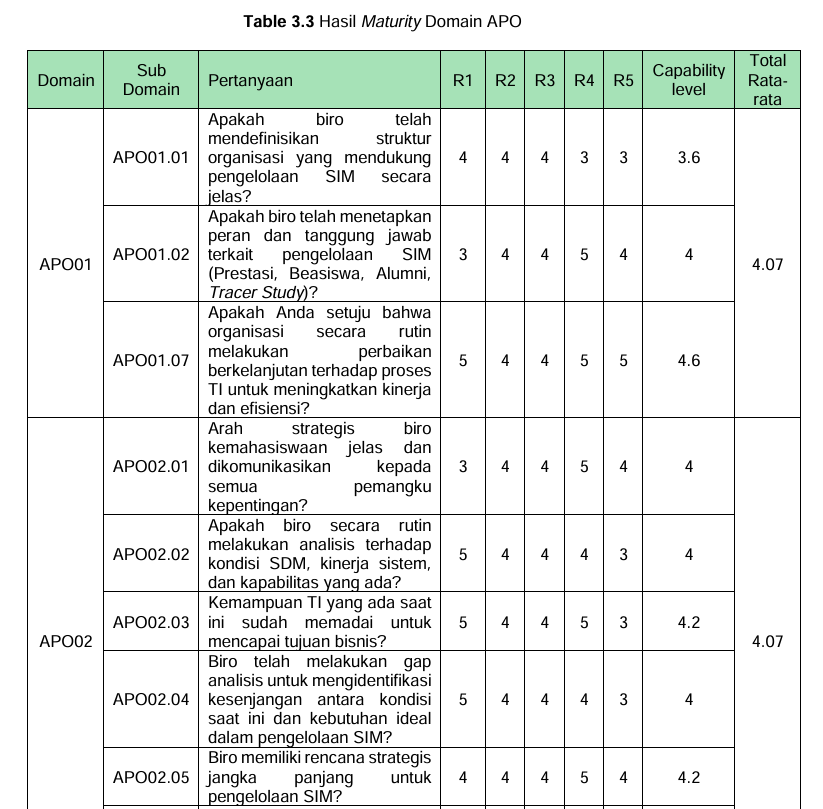 Table 3.3 Hasil Maturity Domain APO
Domain
Sub
Domain
Pertanyaan
R1
R2
R3
R4
R5
Capability
level
Total
Rata-
rata
APO01
APO01.01
Apakah biro telah
mendefinisikan struktur
organisasi yang mendukung
pengelolaan SIM secara
jelas?
4
4
4
3
3
3.6
4.07
APO01.02
Apakah biro telah menetapkan
peran dan tanggung jawab
terkait pengelolaan SIM
(Prestasi, Beasiswa, Alumni,
Tracer Study)?
3
4
4
5
4
4
APO01.07
Apakah Anda setuju bahwa
organisasi secara rutin
melakukan perbaikan
berkelanjutan terhadap proses
TI untuk meningkatkan kinerja
dan efisiensi?
5
4
4
5
5
4.6
APO02
APO02.01
Arah strategis biro
kemahasiswaan jelas dan
dikomunikasikan kepada
semua pemangku
kepentingan?
3
4
4
5
4
4
4.07
APO02.02
Apakah biro secara rutin
melakukan analisis terhadap
kondisi SDM, kinerja sistem,
dan kapabilitas yang ada?
5
4
4
4
3
4
APO02.03
Kemampuan TI yang ada saat
ini sudah memadai untuk
mencapai tujuan bisnis?
5
4
4
5
3
4.2
APO02.04
Biro telah melakukan gap
analisis untuk mengidentifikasi
kesenjangan antara kondisi
saat ini dan kebutuhan ideal
dalam pengelolaan SIM?
5
4
4
4
3
4
APO02.05
Biro memiliki rencana strategis
jangka panjang untuk
pengelolaan SIM?
4
4
4
5
4
4.2